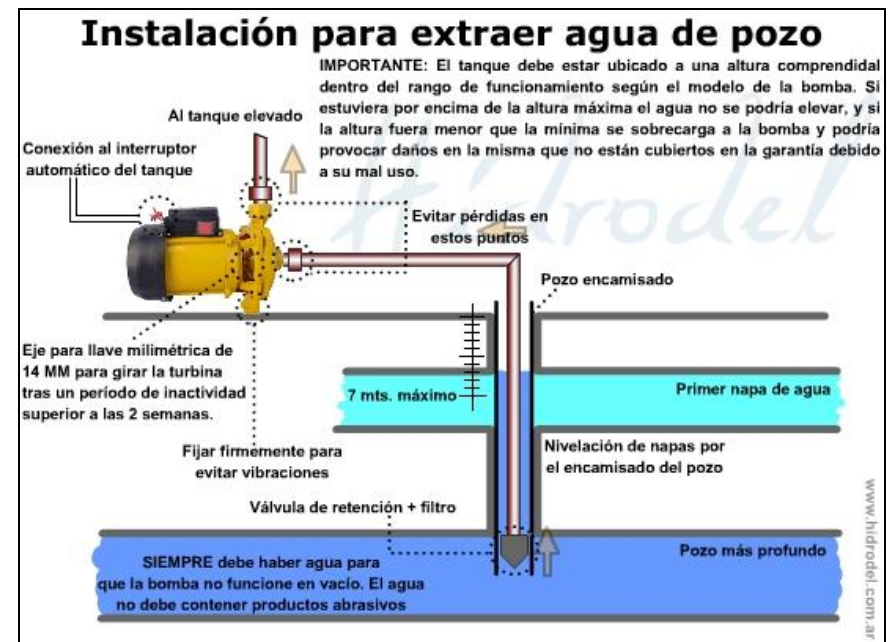 Instalación para extraer agua de pozo
IMPORTANTE: El tanque debe estar ubicado a una altura comprendidal
dentro del rango de funcionamiento según el modelo de la bomba. Si
estuviera por encima de la altura máxima el agua no se podría elevar, y si
la altura fuera menor que la mínima se sobrecarga a la bomba y podría
provocar daños en la misma que no están cubiertos en la garantía debido
a su mal uso.
Al tanque elevado
Conexión al interruptor
automático del tanque
Hidrodel
Evitar pérdidas en
estos puntos
Pozo encamisado
Eje para llave milimétrica de
14 MM para girar la turbina
tras un período de inactividad
superior a las 2 semanas.
7 mts. máximo
Primer napa de agua
Fijar firmemente para
evitar vibraciones
Nivelación de napas por
el encamisado del pozo
Válvula de retención + filtro
Pozo más profundo
SIEMPRE debe haber agua para
que la bomba no funcione en vacío. El agua
no debe contener productos abrasivos
www.hidrodel.com.ar